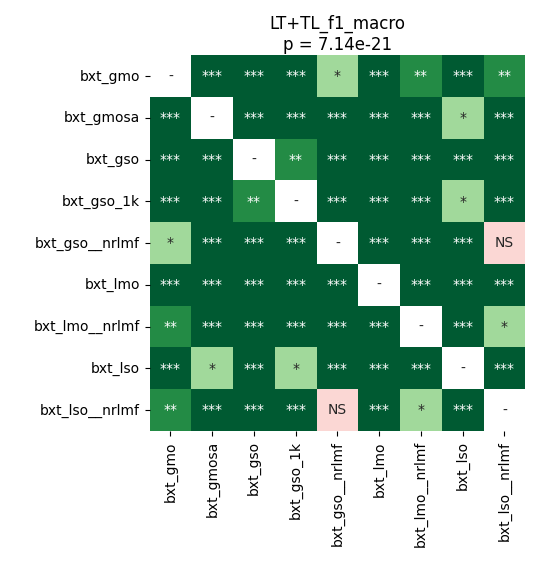 LT+TL_f1_macro
p = 7.14e-21
bxt_gmo - *** *** *** * *** ** *** **
bxt_gmosa *** - *** *** *** *** *** * ***
bxt_gso *** *** - ** *** *** *** *** ***
bxt_gso_1k *** *** ** - *** *** *** * ***
bxt_gso__nrlmf * *** *** *** - *** *** *** NS
bxt_lmo *** *** *** *** *** - *** *** ***
bxt_lmo__nrlmf ** *** *** *** *** *** - *** *
bxt_lso *** * *** * *** *** *** - ***
bxt_lso__nrlmf ** *** *** *** NS *** * *** -
bxt_gmo
bxt_gmosa
bxt_gso
bxt_gso_1k
bxt_gso__nrlmf
bxt_lmo
bxt_lmo__nrlmf
bxt_lso
bxt_lso__nrlmf